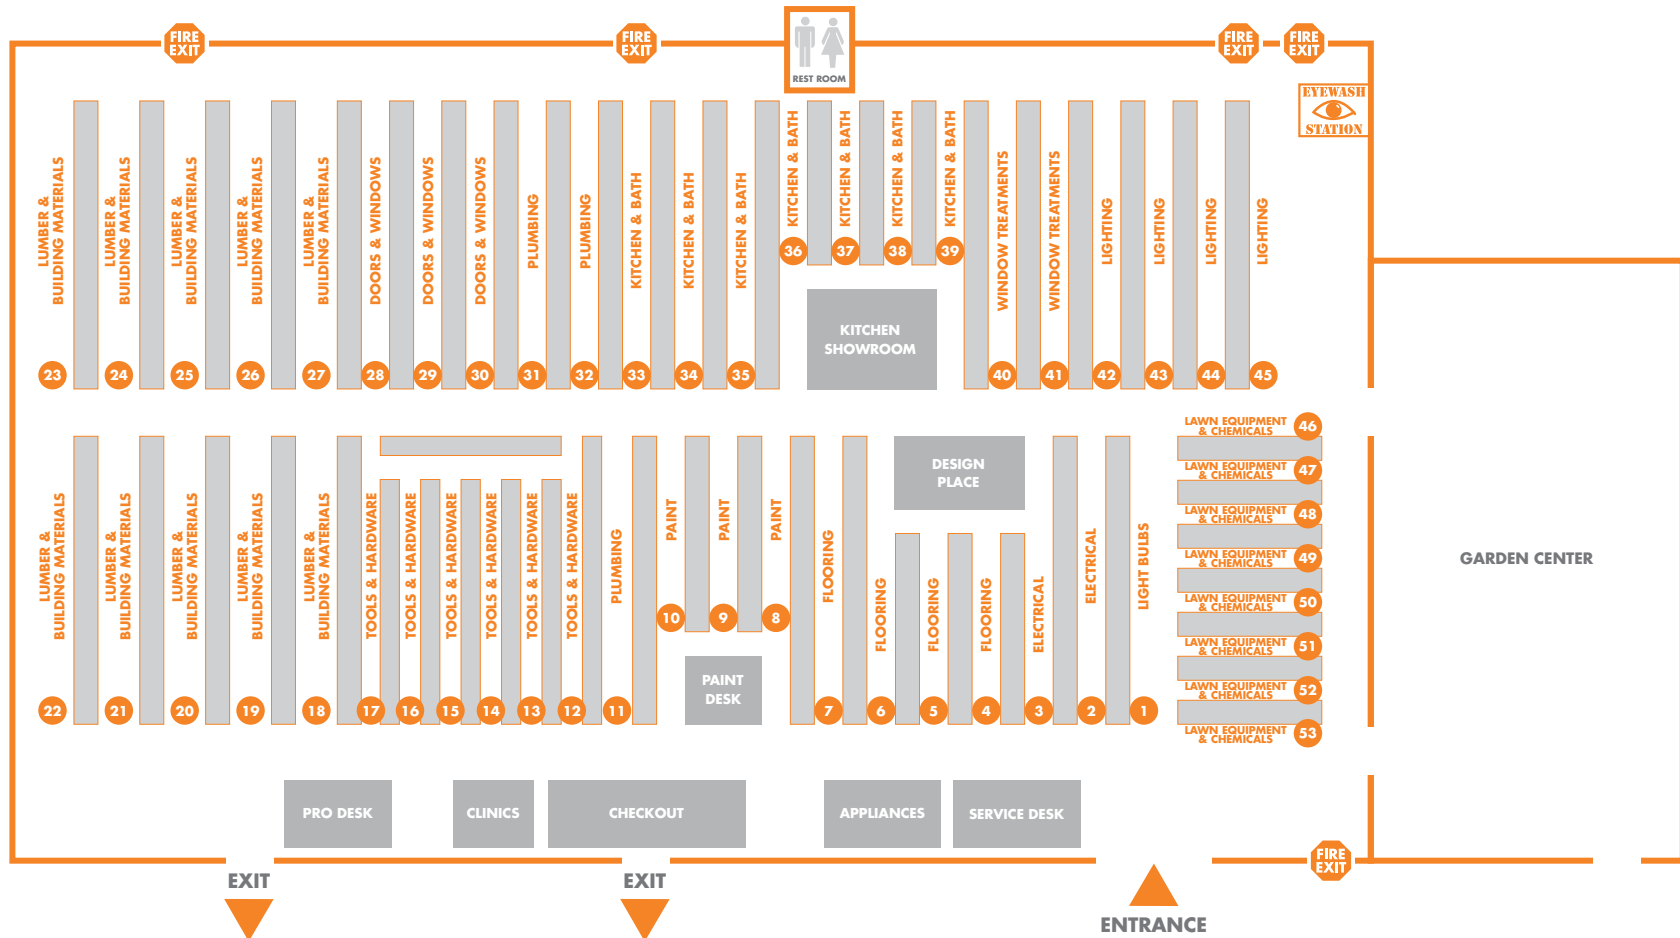 FIRE
EXIT
FIRE
EXIT
REST ROOM
FIRE
EXIT
FIRE
EXIT
EYEWASH
STATION
LUMBER &
BUILDING MATERIALS
23
LUMBER &
BUILDING MATERIALS
24
LUMBER &
BUILDING MATERIALS
25
LUMBER &
BUILDING MATERIALS
26
LUMBER &
BUILDING MATERIALS
27
DOORS & WINDOWS
28
DOORS & WINDOWS
29
DOORS & WINDOWS
30
PLUMBING
31
PLUMBING
32
KITCHEN & BATH
33
KITCHEN & BATH
34
KITCHEN & BATH
35
KITCHEN & BATH
36
KITCHEN & BATH
37
KITCHEN & BATH
38
KITCHEN & BATH
39
KITCHEN
SHOWROOM
WINDOW TREATMENTS
40
WINDOW TREATMENTS
41
LIGHTING
42
LIGHTING
43
LIGHTING
44
LIGHTING
45
LUMBER &
BUILDING MATERIALS
22
LUMBER &
BUILDING MATERIALS
21
LUMBER &
BUILDING MATERIALS
20
LUMBER &
BUILDING MATERIALS
19
LUMBER &
BUILDING MATERIALS
18
TOOLS & HARDWARE
17
TOOLS & HARDWARE
16
TOOLS & HARDWARE
15
TOOLS & HARDWARE
14
TOOLS & HARDWARE
13
TOOLS & HARDWARE
12
PLUMBING
11
PAINT
10
PAINT
9
PAINT
8
PAINT
DESK
FLOORING
7
FLOORING
6
FLOORING
5
FLOORING
4
DESIGN
PLACE
ELECTRICAL
3
ELECTRICAL
2
LIGHT BULBS
1
LAWN EQUIPMENT
& CHEMICALS
46
LAWN EQUIPMENT
& CHEMICALS
47
LAWN EQUIPMENT
& CHEMICALS
48
LAWN EQUIPMENT
& CHEMICALS
49
LAWN EQUIPMENT
& CHEMICALS
50
LAWN EQUIPMENT
& CHEMICALS
51
LAWN EQUIPMENT
& CHEMICALS
52
LAWN EQUIPMENT
& CHEMICALS
53
GARDEN CENTER
PRO DESK
CLINICS
CHECKOUT
APPLIANCES
SERVICE DESK
FIRE
EXIT
EXIT
EXIT
ENTRANCE